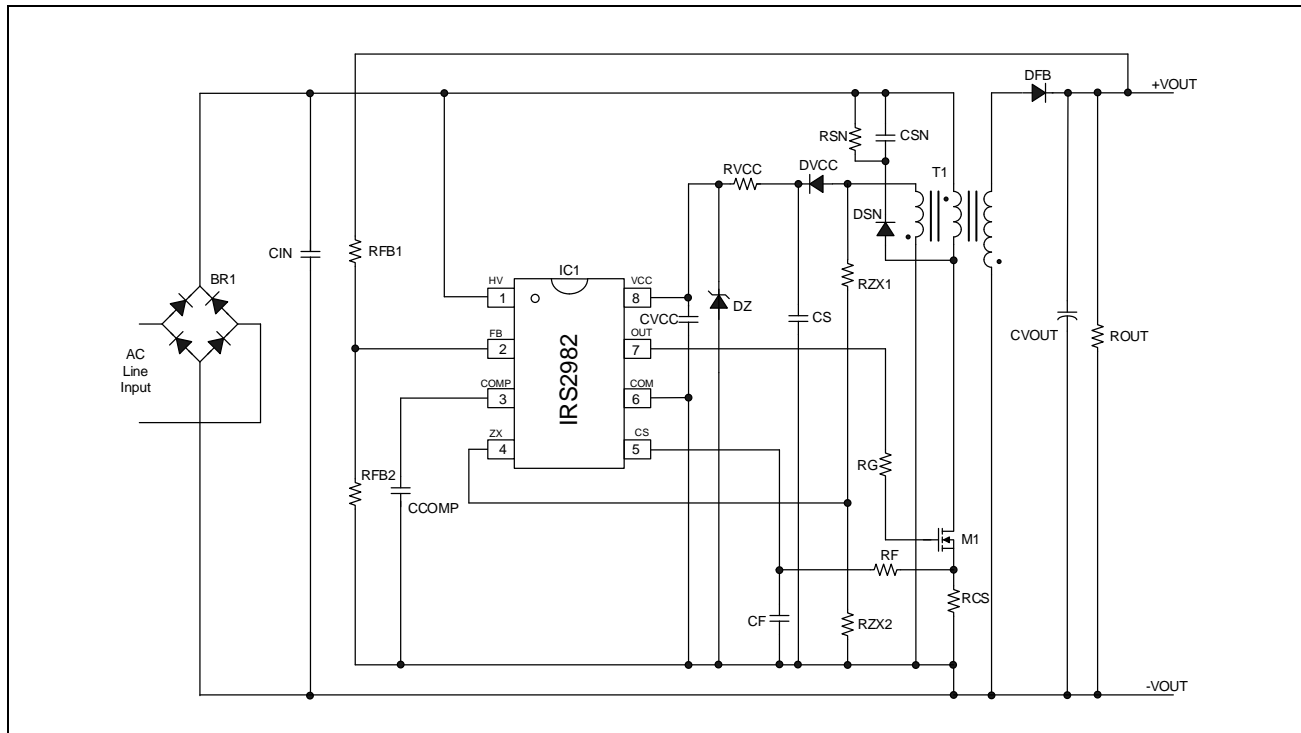 DFB
+VOUT
RSN
CSN
RVCC
DVCC
T1
DSN
CIN
RFB1
BR1
IC1
HV
VCC
1
8
RZX1
DZ
CVCC
CS
FB
OUT
2
7
CVOUT
ROUT
AC
Line
Input
IRS2982
COMP
COM
3
6
ZX
CS
4
5
RG
RFB2
CCOMP
M1
RF
RCS
CF
RZX2
-VOUT